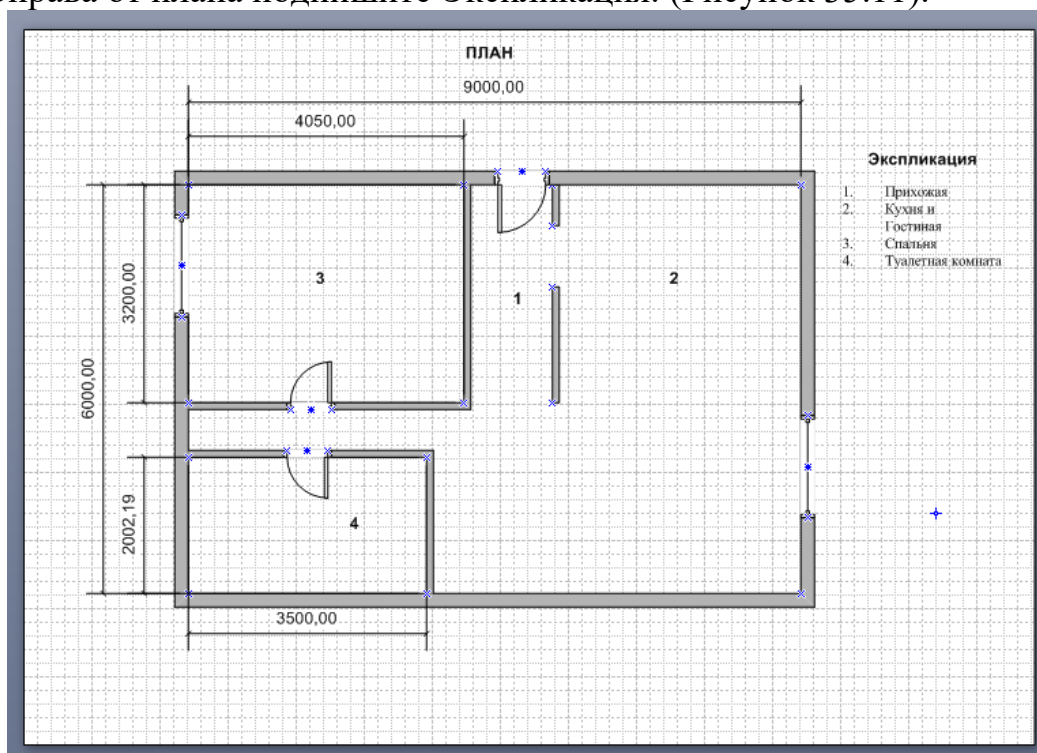 Справа от плана подпишите Экспликация. (Рисунок 33.11).
ПЛАН
9000,00
4050,00
Экспликация
1. Прихожая
2. Кухня и
Гостиная
3. Спальня
4. Туалетная комната
3
2
1
3200,00
6000,00
2002,19
4
3500,00